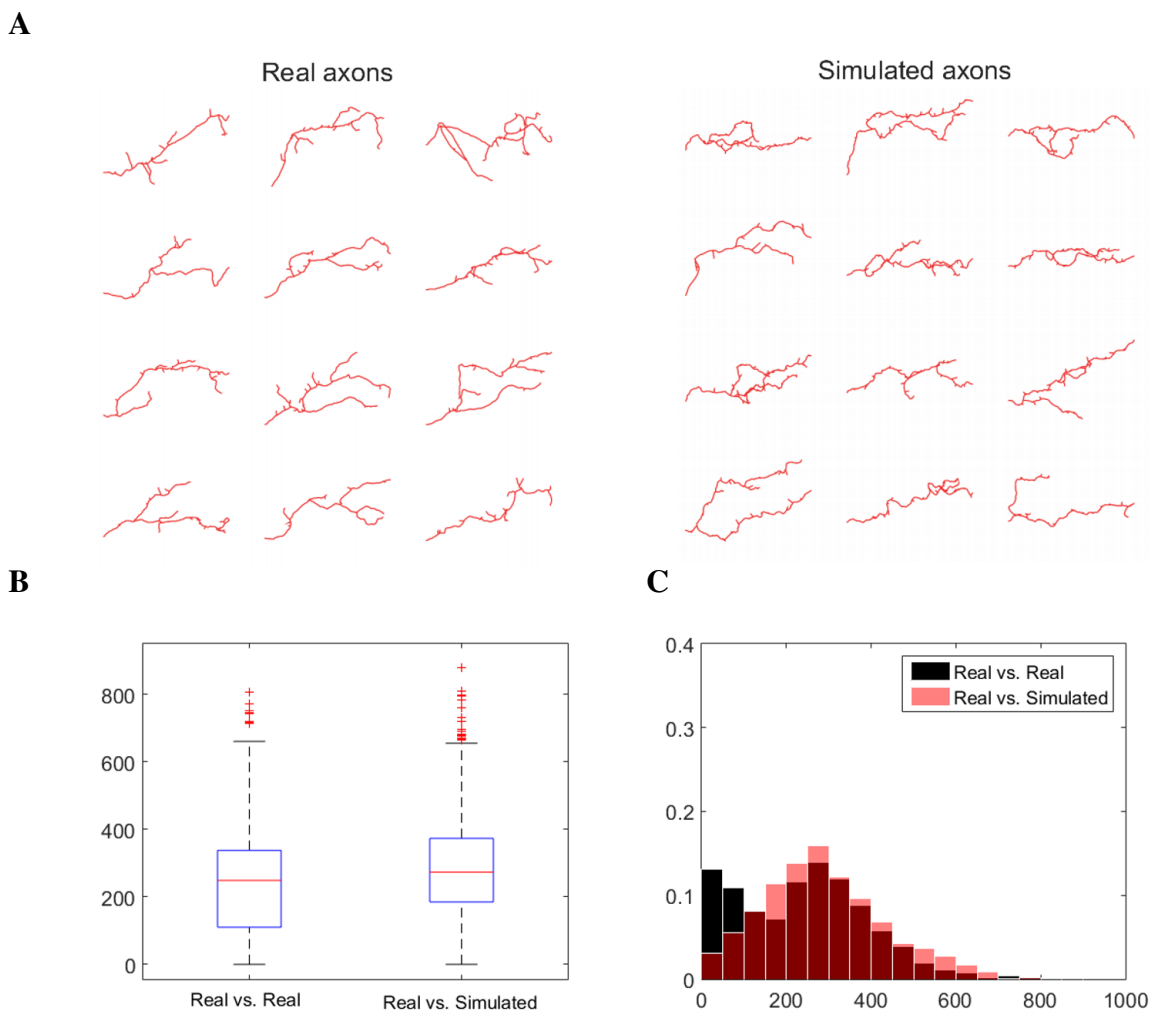 A
Real axons
Simulated axons
B
C
800
600
400
200
0
Real vs. Real
Real vs. Simulated
0.4
0.3
0.2
0.1
0
Real vs. Real
Real vs. Simulated
0
200
400
600
800
1000